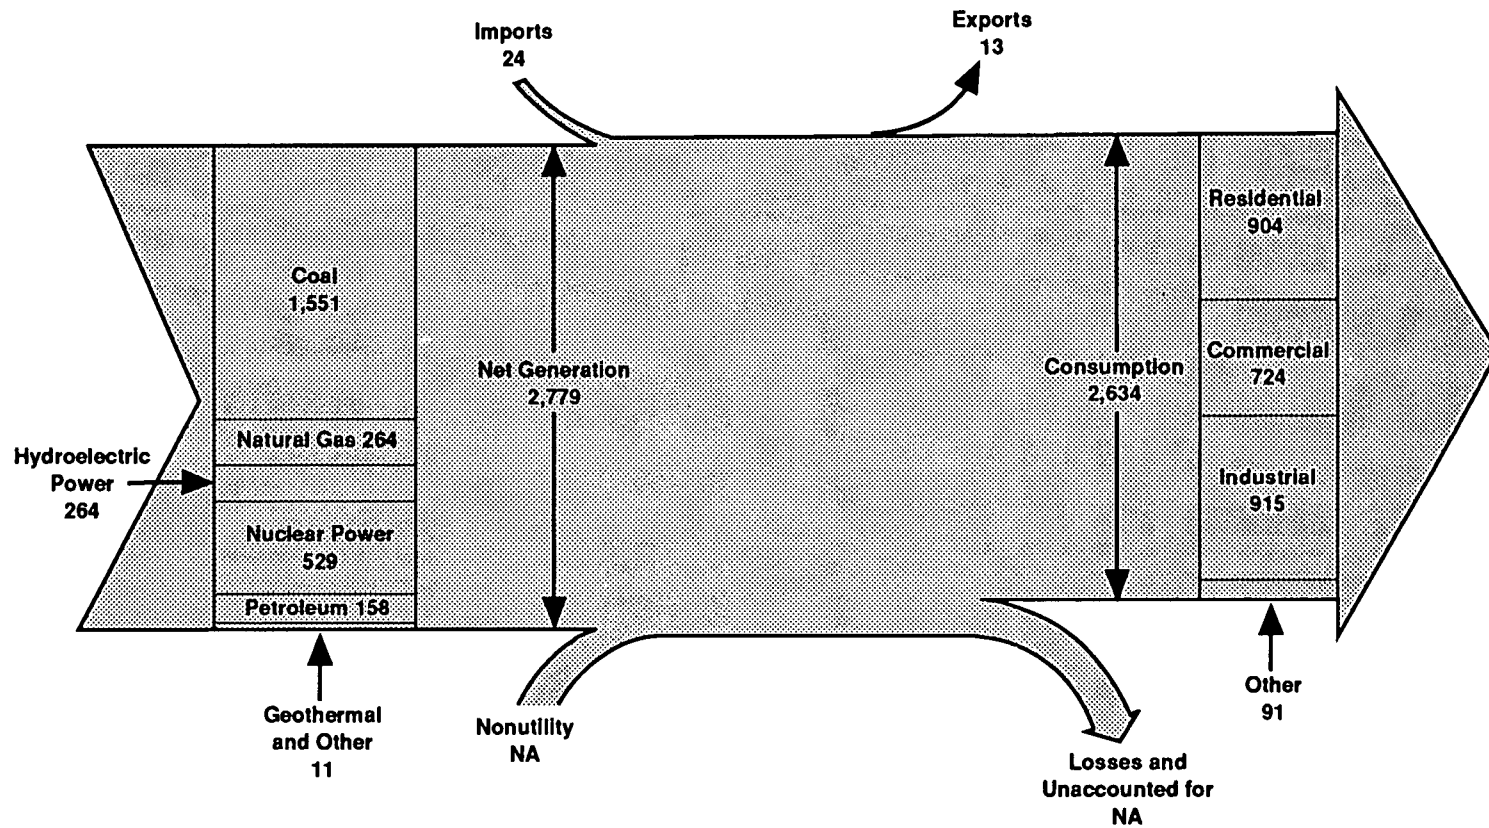 Imports
24
Exports
13
Residential
904
Coal
1,551
Commercial
724
Net Generation
2,779
Consumption
2,634
Natural Gas 264
Hydroelectric
Power
264
Industrial
915
Nuclear Power
529
Petroleum 158
Geothermal
and Other
11
Nonutility
NA
Other
91
Losses and
Unaccounted for
NA